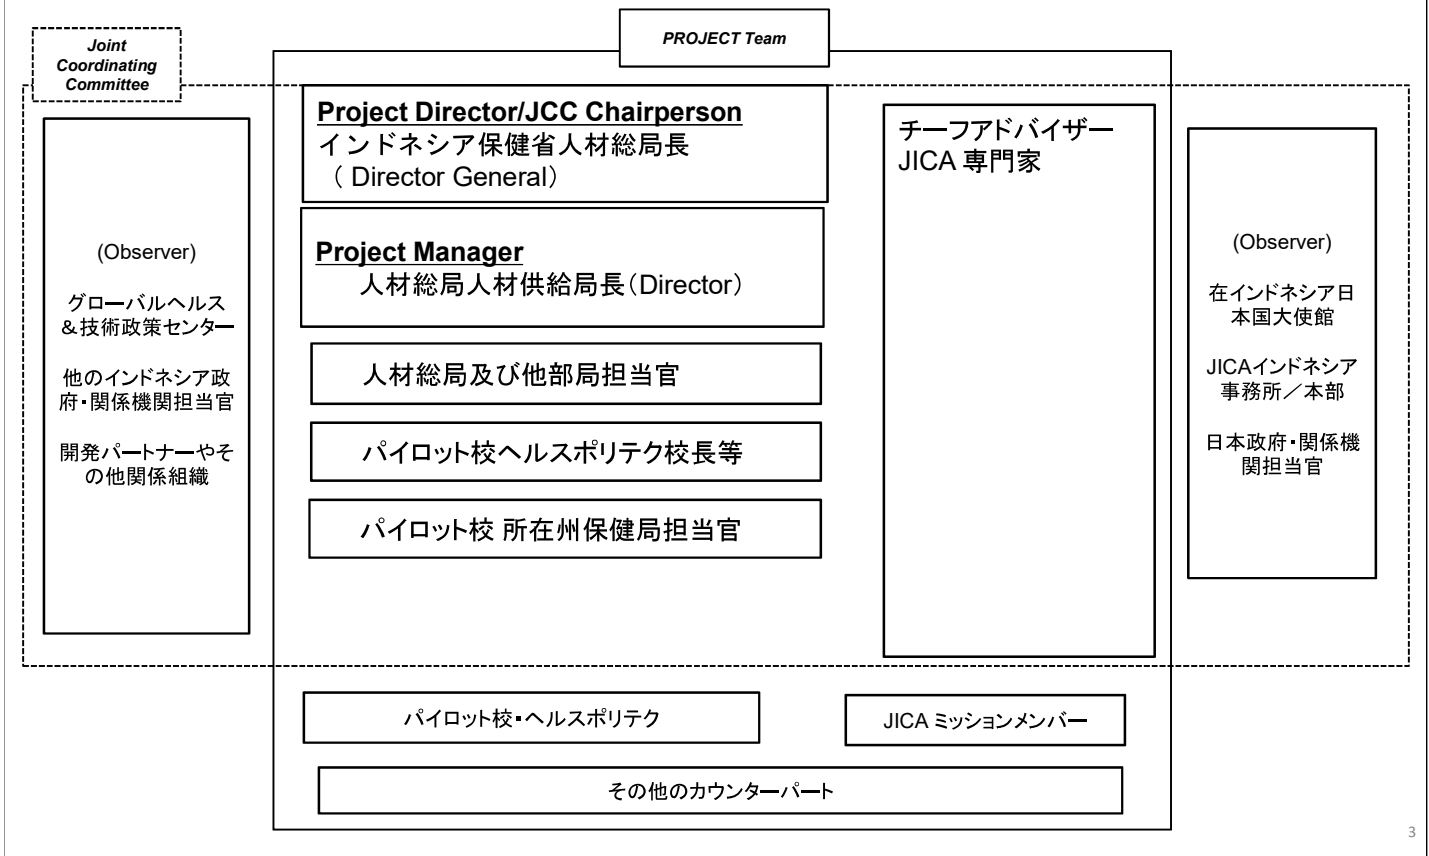 PROJECT Team
Joint
Coordinating
Committee
(Observer)
グローバルヘルス
＆技術政策センター
他のインドネシア政
府・関係機関担当官
開発パートナーやそ
の他関係組織
Project Director/JCC Chairperson
インドネシア保健省人材総局長
（ Director General）
Project Manager
人材総局人材供給局長（Director）
人材総局及び他部局担当官
パイロット校ヘルスポリテク校長等
パイロット校 所在州保健局担当官
チーフアドバイザー
JICA 専門家
(Observer)
在インドネシア日
本国大使館
JICAインドネシア
事務所／本部
日本政府・関係機
関担当官
パイロット校・ヘルスポリテク
JICA ミッションメンバー
その他のカウンターパート
3